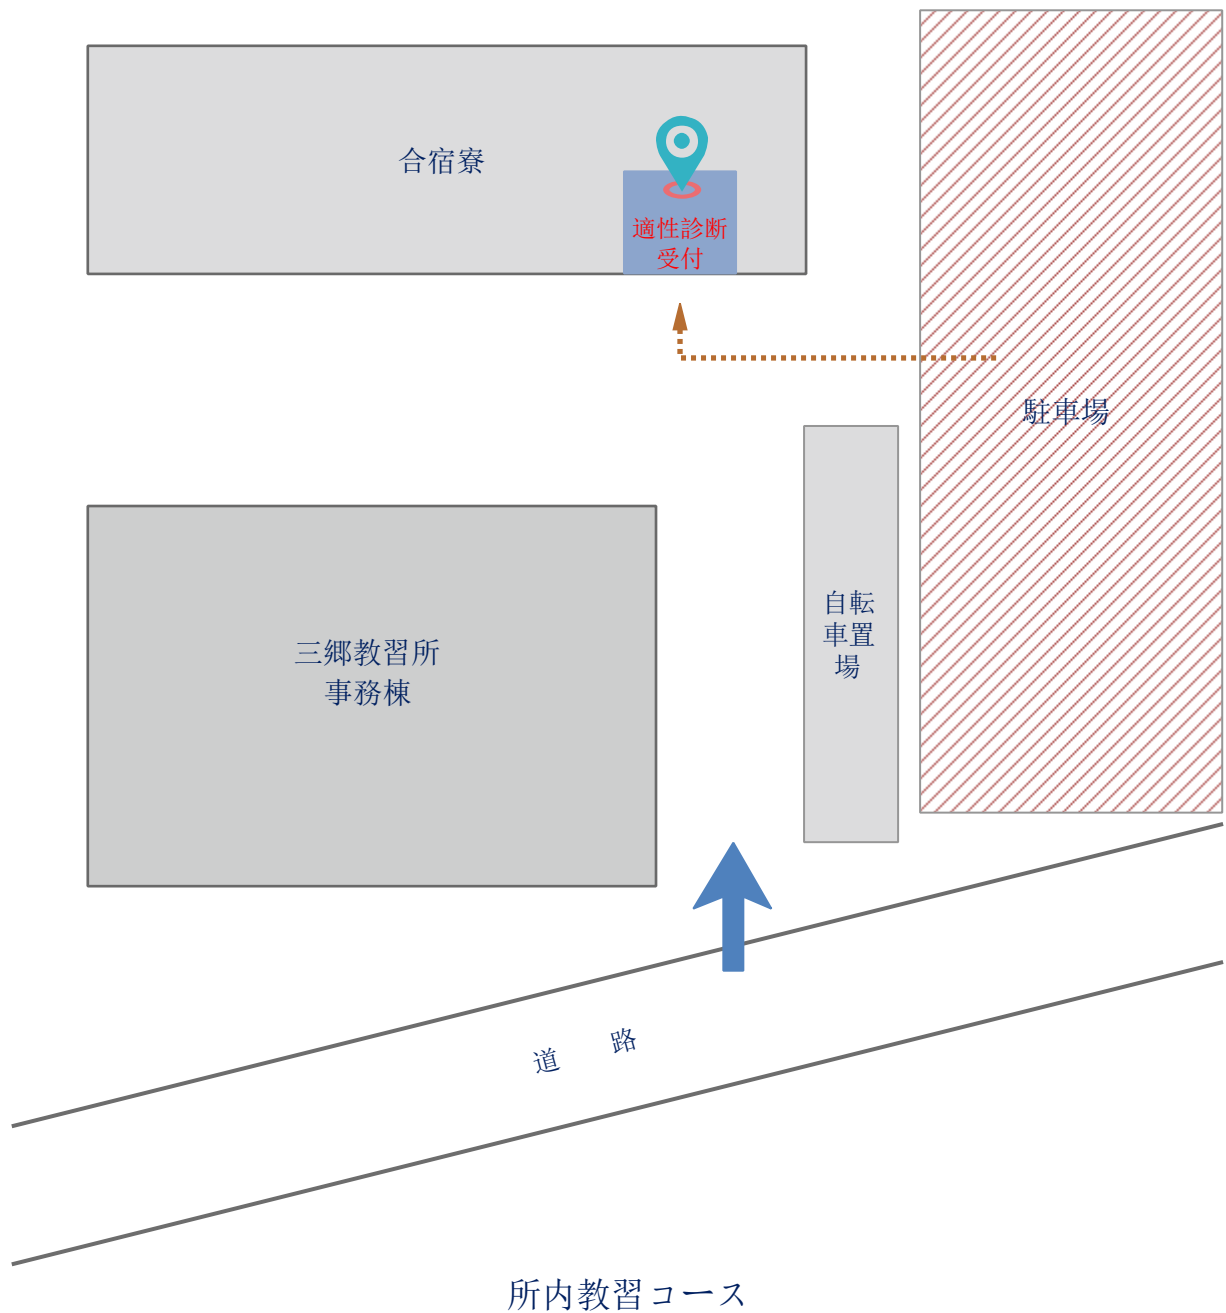 合宿寮
適性診断
受付
駐車場
自転
車置
場
三郷教習所
事務棟
道　路
所内教習コース